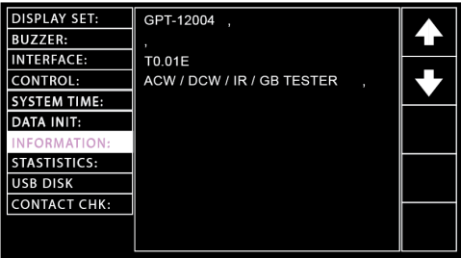 DISPLAY SET:
BUZZER:
INTERFACE:
CONTROL:
SYSTEM TIME:
DATA INIT:
INFORMATION:
STASTISTICS:
USB DISK
CONTACT CHK:
GPT-12004 ,
,
T0.01E
ACW / DCW / IR / GB TESTER ,